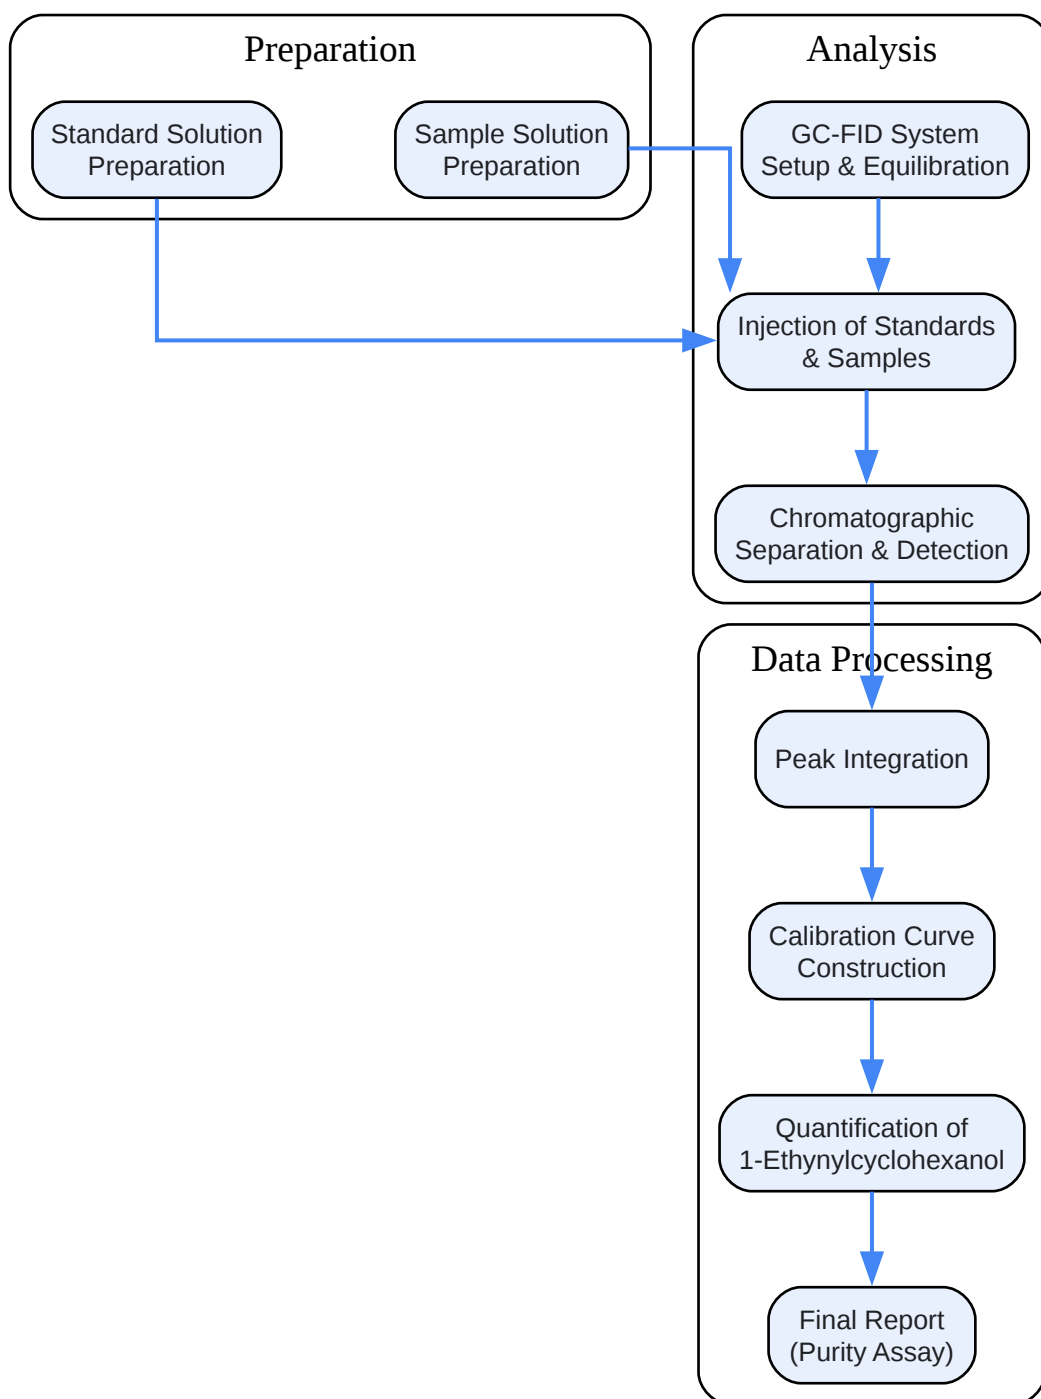 Preparation
Standard Solution
Preparation
Sample Solution
Preparation
Analysis
GC-FID System
Setup & Equilibration
Injection of Standards
& Samples
Chromatographic
Separation & Detection
Data Processing
Peak Integration
Calibration Curve
Construction
Quantification of
1-Ethynylcyclohexanol
Final Report
(Purity Assay)